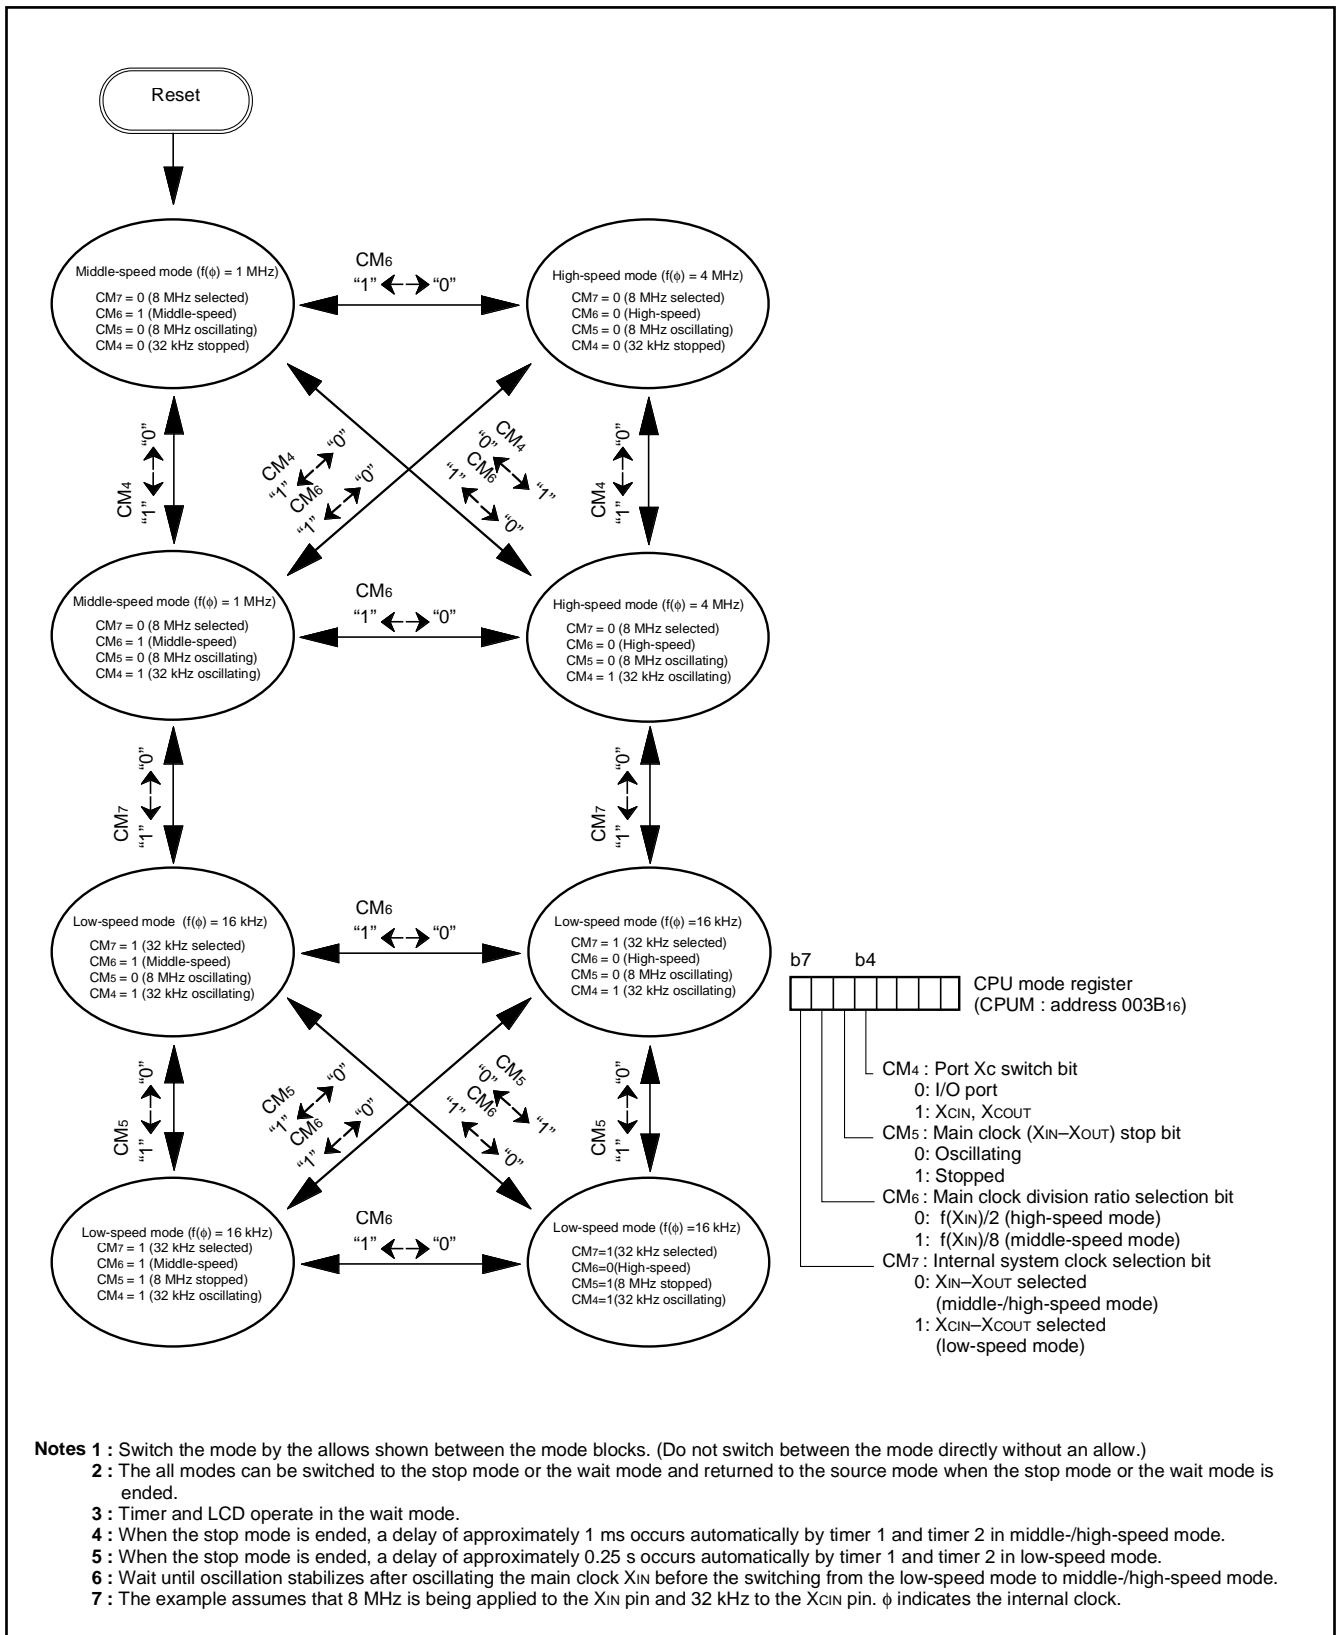 Reset
Middle-speed mode (f(ϕ) = 1 MHz)
CM7 = 0 (8 MHz selected)
CM6 = 1 (Middle-speed)
CM5 = 0 (8 MHz oscillating)
CM4 = 0 (32 kHz stopped)
CM6
“1” “0”
High-speed mode (f(ϕ) = 4 MHz)
CM7 = 0 (8 MHz selected)
CM6 = 0 (High-speed)
CM5 = 0 (8 MHz oscillating)
CM4 = 0 (32 kHz stopped)
CM4
“1” “0”
CM4
“1” “0”
CM6
“1” “0”
CM4
“0” “1”
CM6
“1” “0”
CM4
“1” “0”
Middle-speed mode (f(ϕ) = 1 MHz)
CM7 = 0 (8 MHz selected)
CM6 = 1 (Middle-speed)
CM5 = 0 (8 MHz oscillating)
CM4 = 1 (32 kHz oscillating)
CM6
“1” “0”
High-speed mode (f(ϕ) = 4 MHz)
CM7 = 0 (8 MHz selected)
CM6 = 0 (High-speed)
CM5 = 0 (8 MHz oscillating)
CM4 = 1 (32 kHz oscillating)
CM7
“1” “0”
CM7
“1” “0”
Low-speed mode (f(ϕ) = 16 kHz)
CM7 = 1 (32 kHz selected)
CM6 = 1 (Middle-speed)
CM5 = 0 (8 MHz oscillating)
CM4 = 1 (32 kHz oscillating)
CM6
“1” “0”
Low-speed mode (f(ϕ) =16 kHz)
CM7 = 1 (32 kHz selected)
CM6 = 0 (High-speed)
CM5 = 0 (8 MHz oscillating)
CM4 = 1 (32 kHz oscillating)
CM5
“1” “0”
CM5
“1” “0”
CM6
“1” “0”
CM5
“0” “1”
CM6
“1” “0”
CM5
“1” “0”
Low-speed mode (f(ϕ) = 16 kHz)
CM7 = 1 (32 kHz selected)
CM6 = 1 (Middle-speed)
CM5 = 1 (8 MHz stopped)
CM4 = 1 (32 kHz oscillating)
CM6
“1” “0”
Low-speed mode (f(ϕ) =16 kHz)
CM7=1(32 kHz selected)
CM6=0(High-speed)
CM5=1(8 MHz stopped)
CM4=1(32 kHz oscillating)
b7 b4
CPU mode register
(CPUM : address 003B16)
CM4 : Port Xc switch bit
0: I/O port
1: XCIN, XCOUT
CM5 : Main clock (XIN–XOUT) stop bit
0: Oscillating
1: Stopped
CM6 : Main clock division ratio selection bit
0: f(XIN)/2 (high-speed mode)
1: f(XIN)/8 (middle-speed mode)
CM7 : Internal system clock selection bit
0: XIN–XOUT selected
(middle-/high-speed mode)
1: XCIN–XCOUT selected
(low-speed mode)
Notes 1 : Switch the mode by the allows shown between the mode blocks. (Do not switch between the mode directly without an allow.)
2 : The all modes can be switched to the stop mode or the wait mode and returned to the source mode when the stop mode or the wait mode is
ended.
3 : Timer and LCD operate in the wait mode.
4 : When the stop mode is ended, a delay of approximately 1 ms occurs automatically by timer 1 and timer 2 in middle-/high-speed mode.
5 : When the stop mode is ended, a delay of approximately 0.25 s occurs automatically by timer 1 and timer 2 in low-speed mode.
6 : Wait until oscillation stabilizes after oscillating the main clock XIN before the switching from the low-speed mode to middle-/high-speed mode.
7 : The example assumes that 8 MHz is being applied to the XIN pin and 32 kHz to the XCIN pin. ϕ indicates the internal clock.